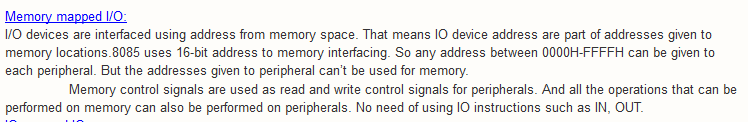 Memory mapped I/O:
I/O devices are interfaced using address from memory space. That means IO device address are part of addresses given to
memory locations.8085 uses 16-bit address to memory interfacing. So any address between 0000H-FFFFH can be given to
each peripheral. But the addresses given to peripheral can't be used for memory.
Memory control signals are used as read and write control signals for peripherals. And all the operations that can be
performed on memory can also be performed on peripherals. No need of using IO instructions such as IN, OUT.